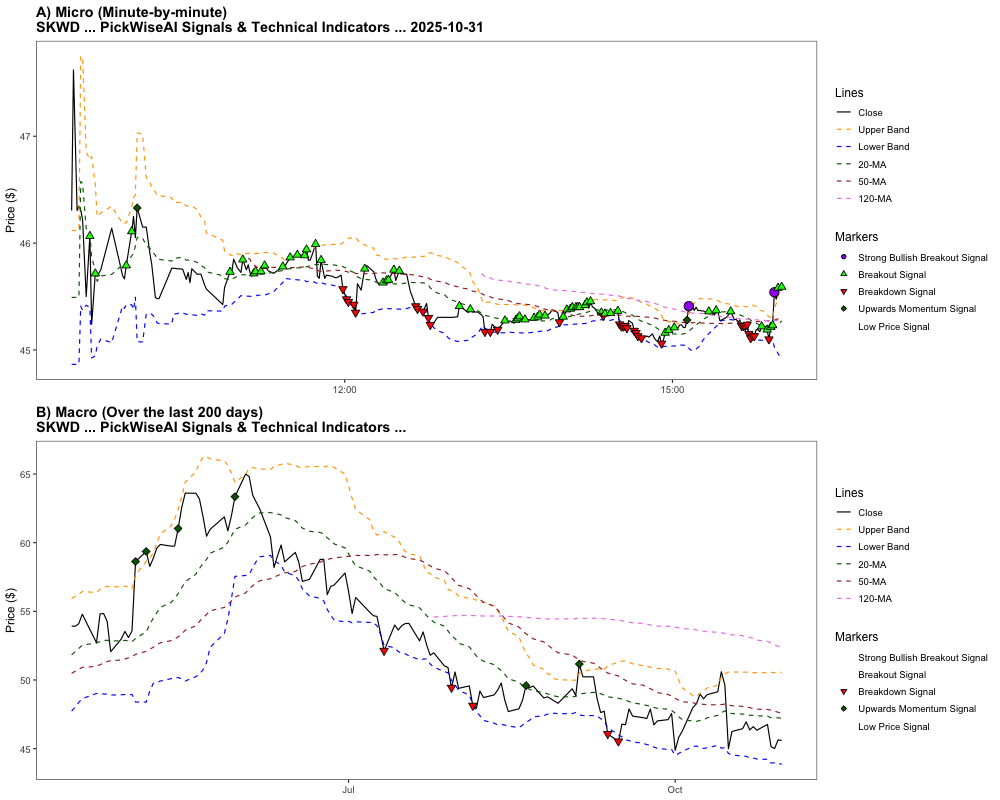 A) Micro (Minute-by-minute)
SKWD ... PickWiseAI Signals & Technical Indicators ... 2025-10-31
Price ($)
47
46
45
12:00
15:00
Lines
Close
Upper Band
Lower Band
20-MA
50-MA
120-MA
Markers
Strong Bullish Breakout Signal
Breakout Signal
Breakdown Signal
Upwards Momentum Signal
Low Price Signal
B) Macro (Over the last 200 days)
SKWD ... PickWiseAI Signals & Technical Indicators ...
Price ($)
65
60
55
50
45
Jul
Oct
Lines
Close
Upper Band
Lower Band
20-MA
50-MA
120-MA
Markers
Strong Bullish Breakout Signal
Breakout Signal
Breakdown Signal
Upwards Momentum Signal
Low Price Signal